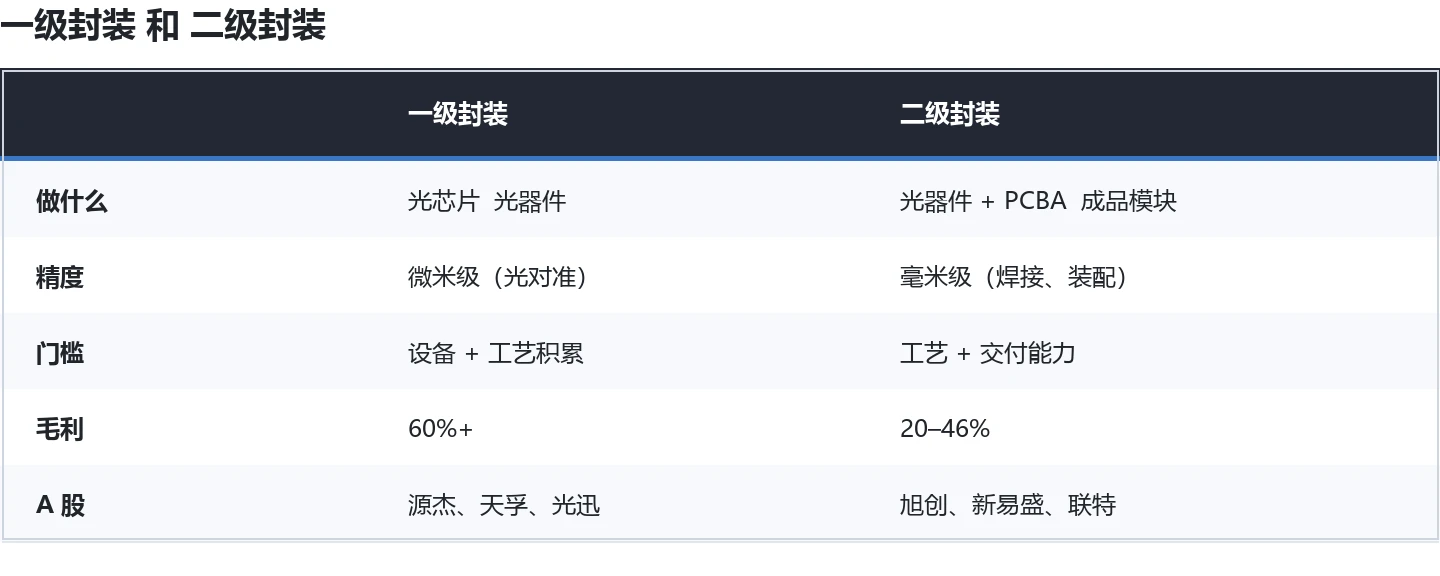 一级封装 和 二级封装
一级封装 二级封装
做什么 光芯片 光器件 光器件 + PCBA 成品模块
精度 微米级（光对准） 毫米级（焊接、装配）
门槛 设备 + 工艺积累 工艺 + 交付能力
毛利 60%+ 20–46%
A 股 源杰、天孚、光迅 旭创、新易盛、联特